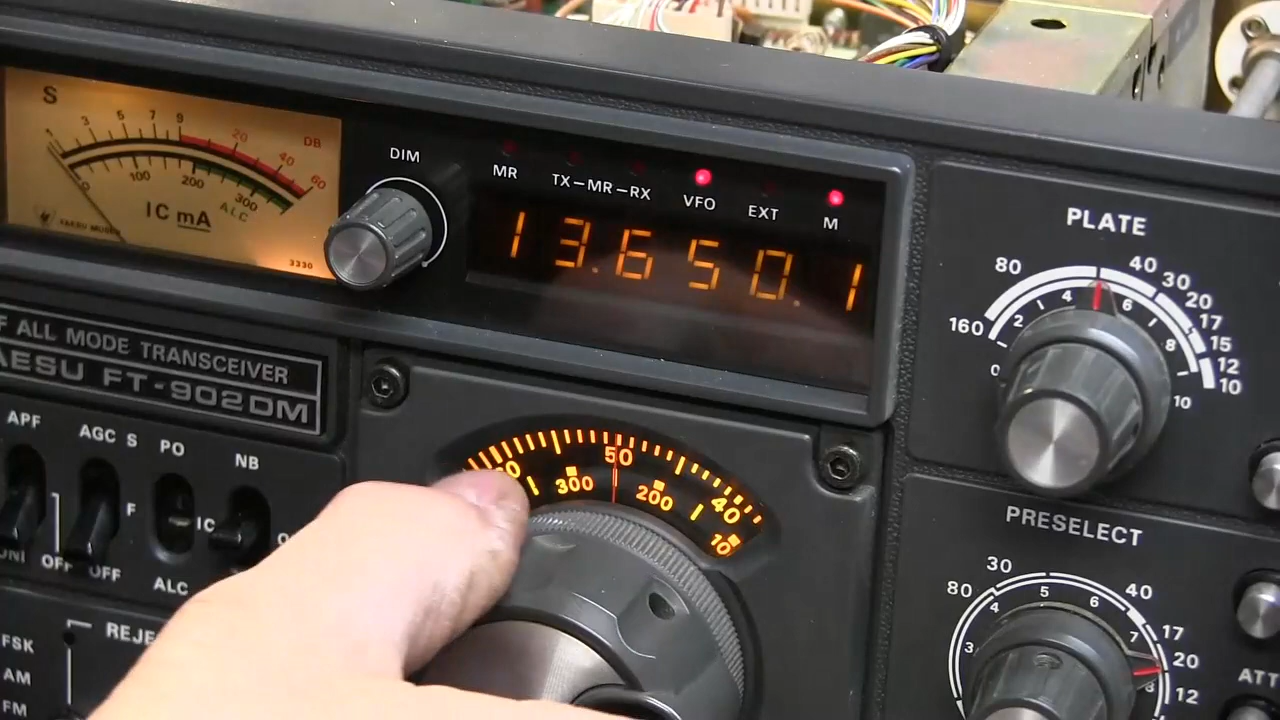 S
1 3 5 7 9 20 40 60 DB
0 100 200 300 ALC
IC mA
3330
DIM
MR TX-MR-RX VFO EXT M
13.650.1
PLATE
160 80 40 30 20 17 15 12 10
0 2 4 6 8 10
F ALL MODE TRANSCEIVER
AESU FT-902DM
APF AGC S PO NB
F IC
OFF OFF ALC
50 40
300 200 10
PRESELECT
80 30 40 17 20 12
3 4 5 6 7 8
REJE
FSK
AM
FM
ATT